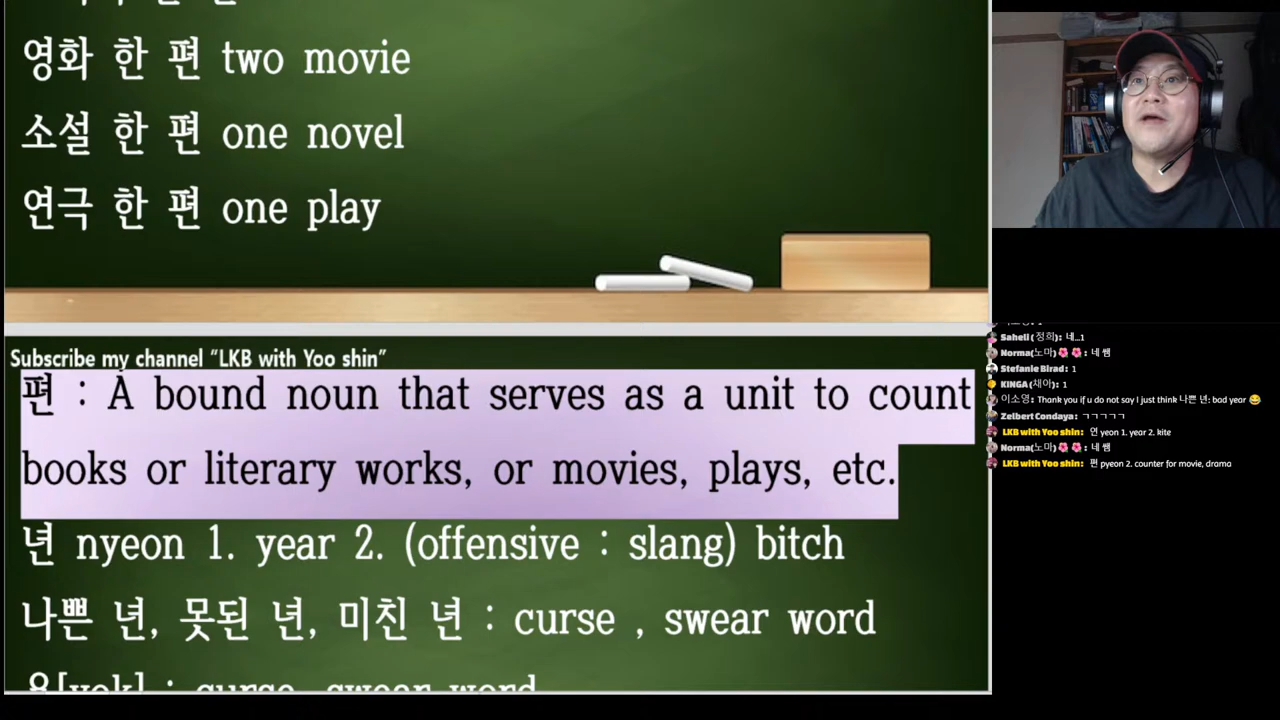 영화 한 편 two movie
소설 한 편 one novel
연극 한 편 one play
Subscribe my channel “LKB with Yoo shin”
편 : A bound noun that serves as a unit to count
books or literary works, or movies, plays, etc.
년 nyeon 1. year 2. (offensive : slang) bitch
나쁜 년, 못된 년, 미친 년 : curse , swear word
욕[yok] : curse, swear word
Saheli ( 정희): 네...1
Norma(노마)🌸🌸 : 네 쌤
Stefanie Birad : 1
KINGA(채아): 1
이소영: Thank you if u do not say I just think 나쁜 년: bad year 😂
Zelbert Condaya : ㄱㄱㄱㄱㄱ
LKB with Yoo shin : 연 yeon 1. year 2. kite
Norma(노마)🌸🌸 : 네 쌤
LKB with Yoo shin : 편 pyeon 2. counter for movie, drama